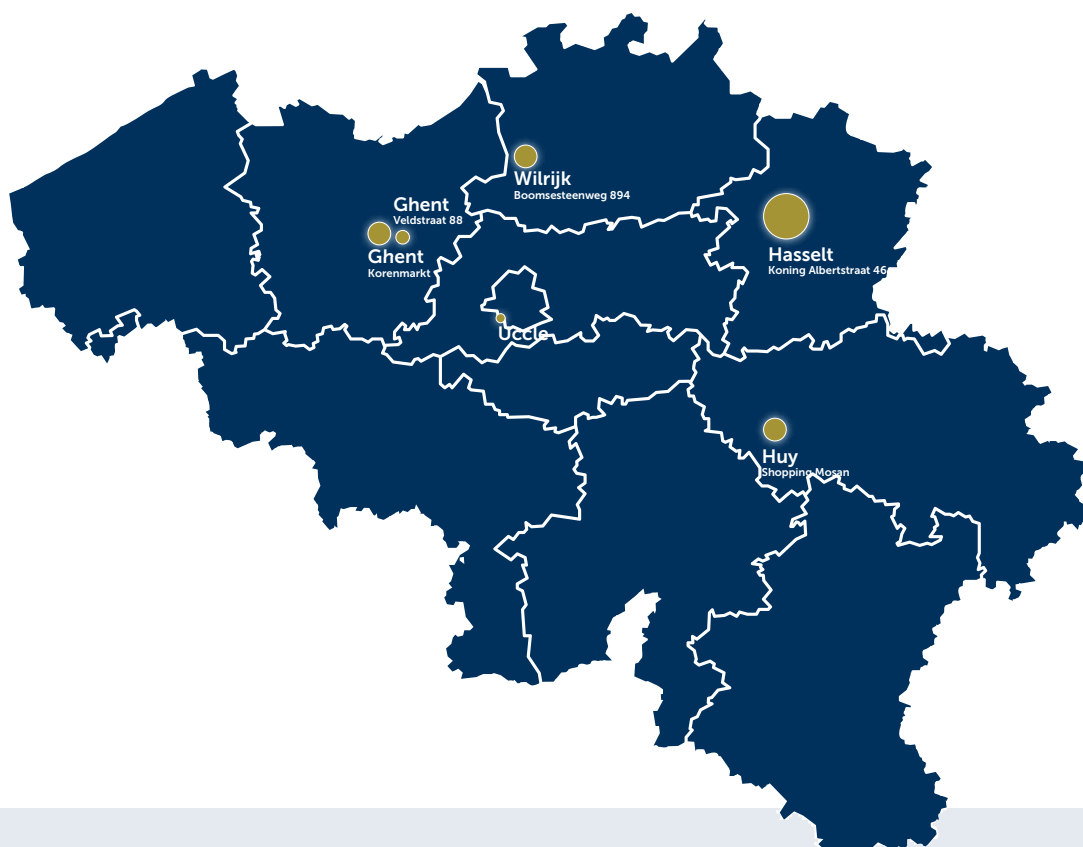 Wilrijk
Boomsesteenweg 894
Ghent
Veldstraat 88
Ghent
Korenmarkt
Hasselt
Koning Albertstraat 46
Uccle
Huy
Shopping Mosan